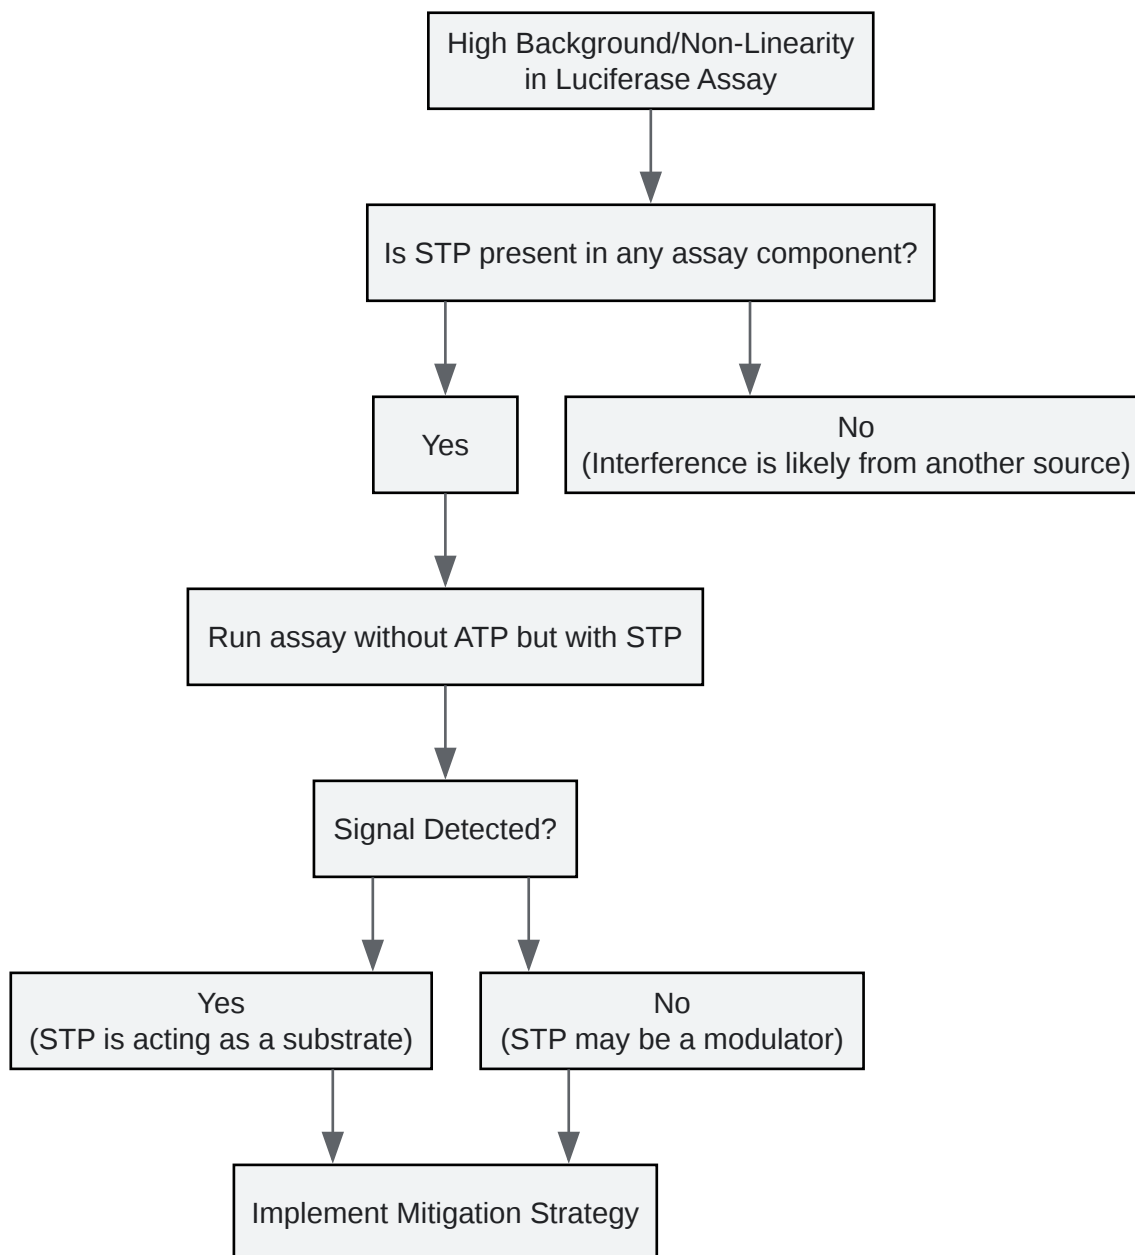 High Background/Non-Linearity
in Luciferase Assay
Is STP present in any assay component?
Yes
No
(Interference is likely from another source)
Run assay without ATP but with STP
Signal Detected?
Yes
(STP is acting as a substrate)
No
(STP may be a modulator)
Implement Mitigation Strategy